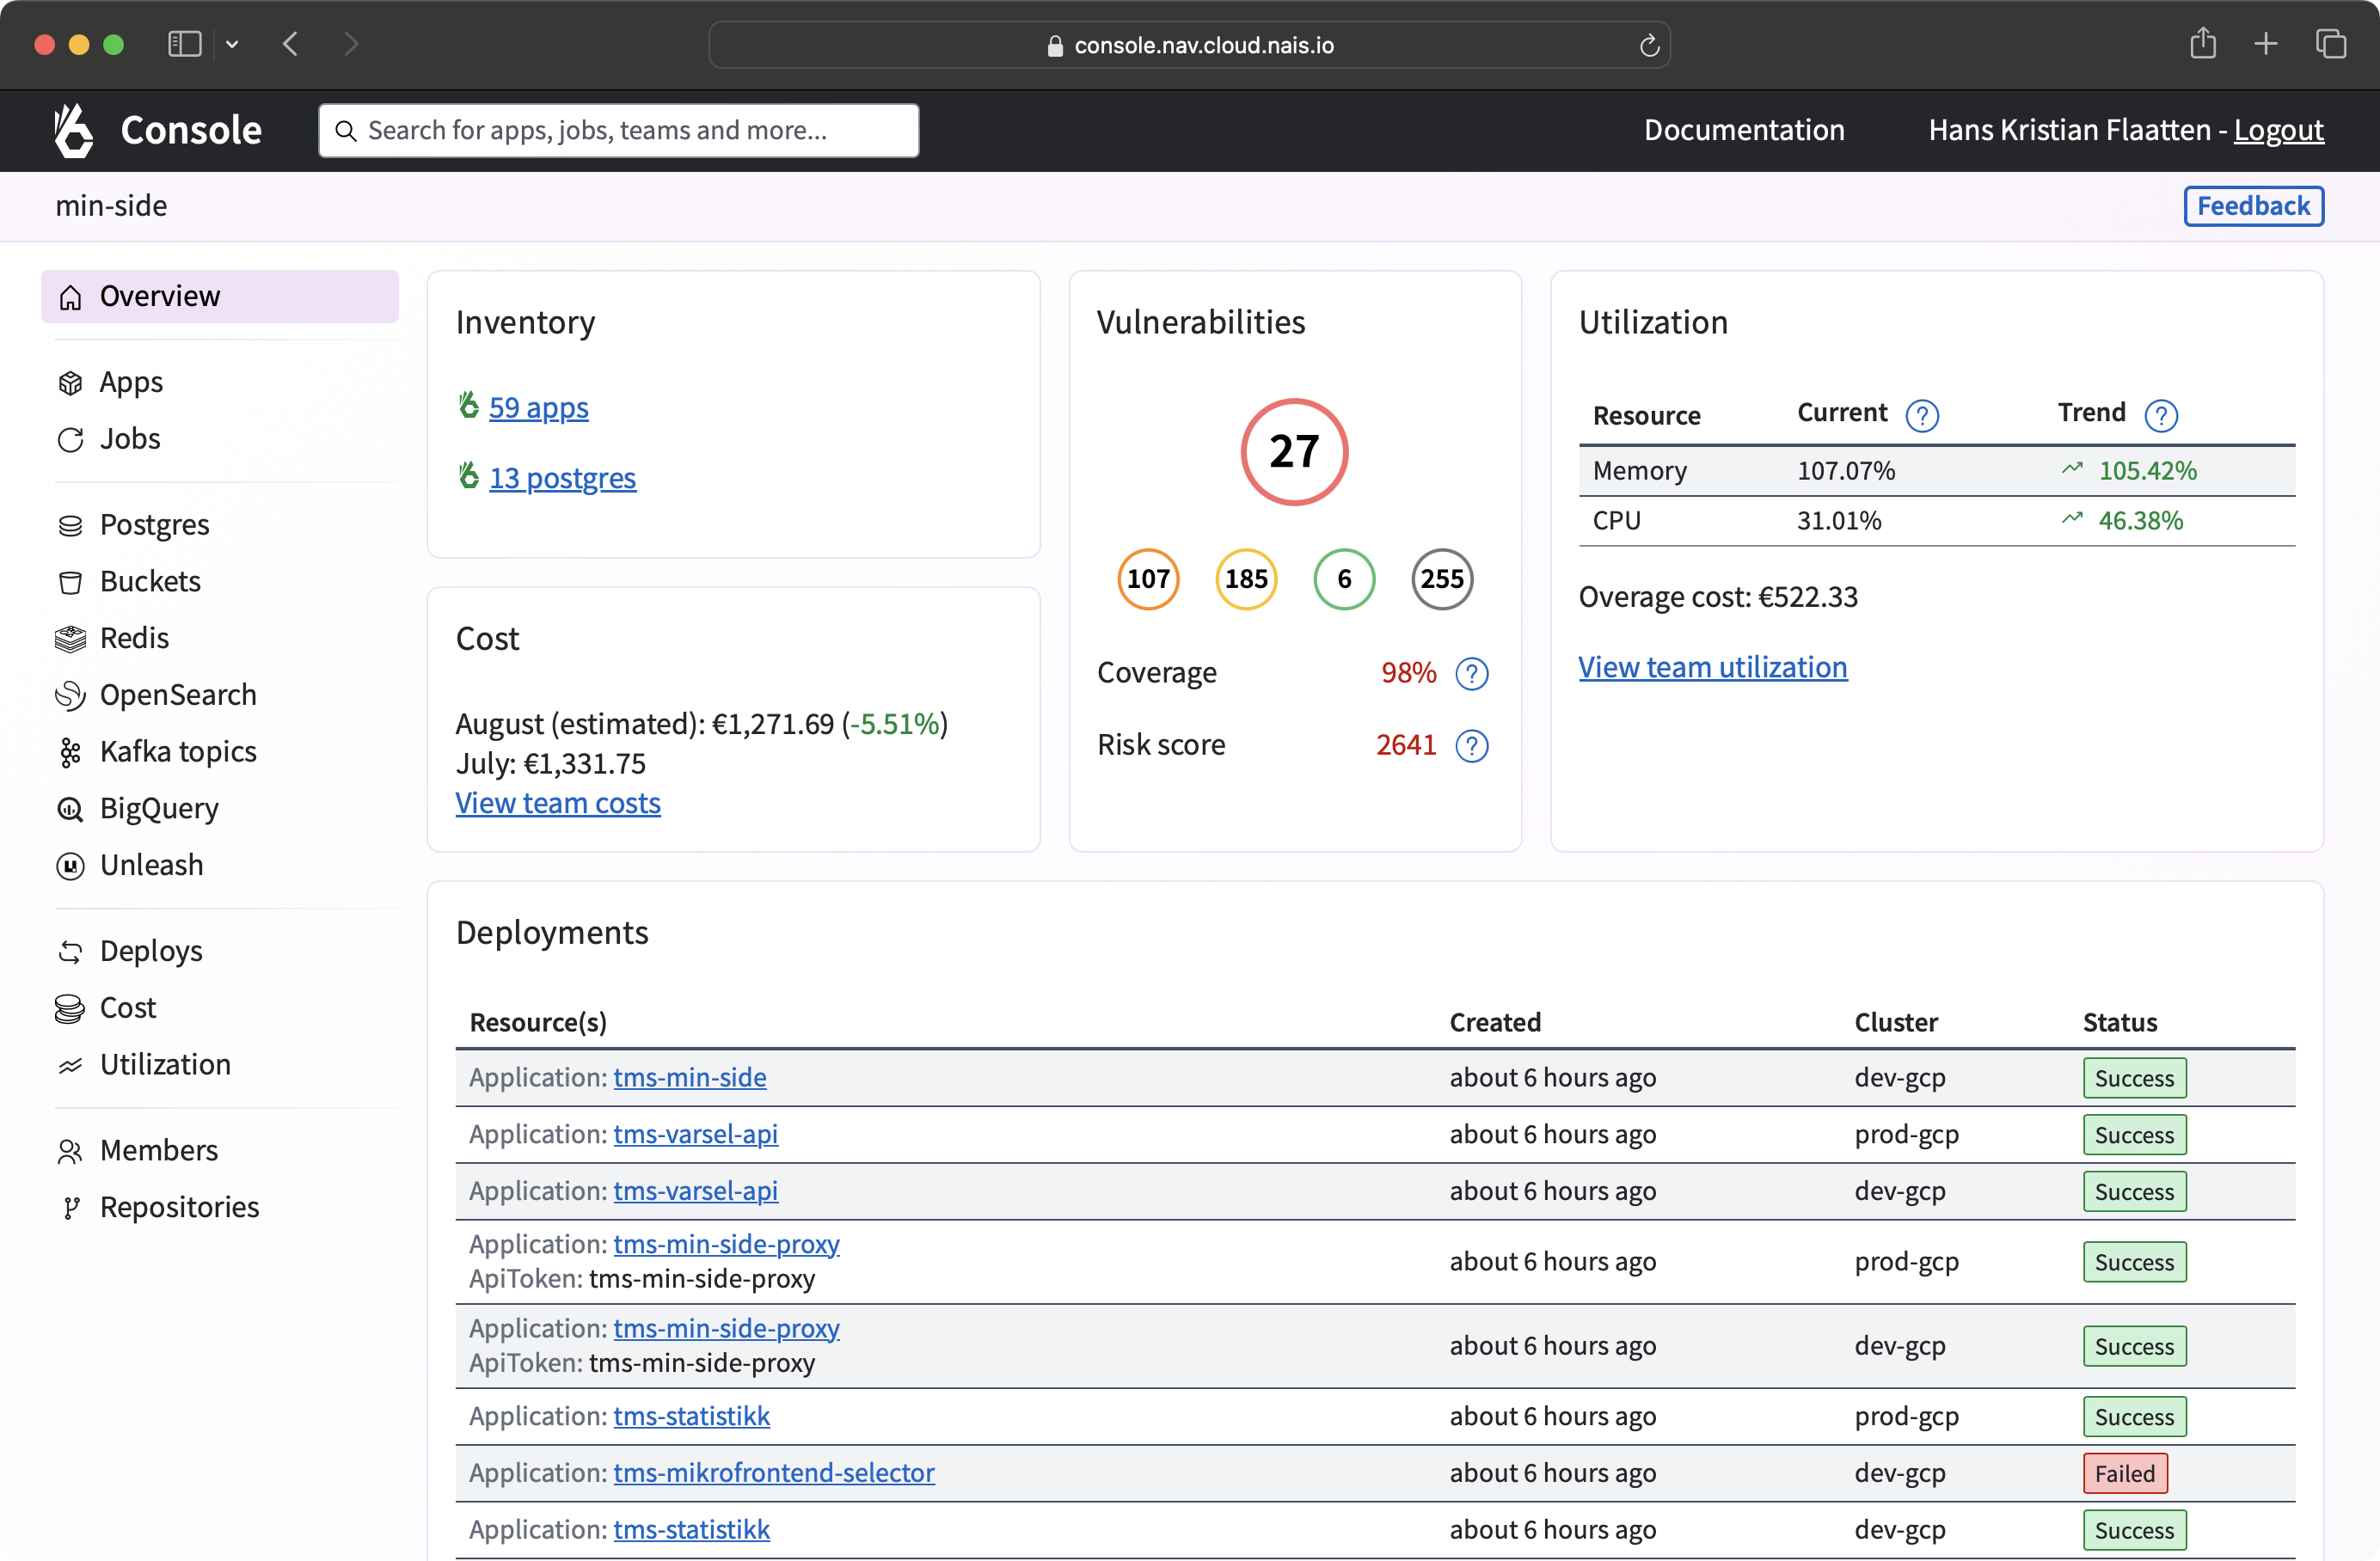 console.nav.cloud.nais.io
Console
Search for apps, jobs, teams and more...
Documentation
Hans Kristian Flaatten - Logout
min-side
Feedback
Overview
Apps
Jobs
Postgres
Buckets
Redis
OpenSearch
Kafka topics
BigQuery
Unleash
Deploys
Cost
Utilization
Members
Repositories
Inventory
59 apps
13 postgres
Cost
August (estimated): €1,271.69 (-5.51%)
July: €1,331.75
View team costs
Vulnerabilities
27
107 185 6 255
Coverage 98% ?
Risk score 2641 ?
Utilization
Resource Current ? Trend ?
Memory 107.07% 105.42%
CPU 31.01% 46.38%
Overage cost: €522.33
View team utilization
Deployments
Resource(s) Created Cluster Status
Application: tms-min-side about 6 hours ago dev-gcp Success
Application: tms-varsel-api about 6 hours ago prod-gcp Success
Application: tms-varsel-api about 6 hours ago dev-gcp Success
Application: tms-min-side-proxy
ApiToken: tms-min-side-proxy
about 6 hours ago prod-gcp Success
Application: tms-min-side-proxy
ApiToken: tms-min-side-proxy
about 6 hours ago dev-gcp Success
Application: tms-statistikk about 6 hours ago prod-gcp Success
Application: tms-mikrofrontend-selector about 6 hours ago dev-gcp Failed
Application: tms-statistikk about 6 hours ago dev-gcp Success